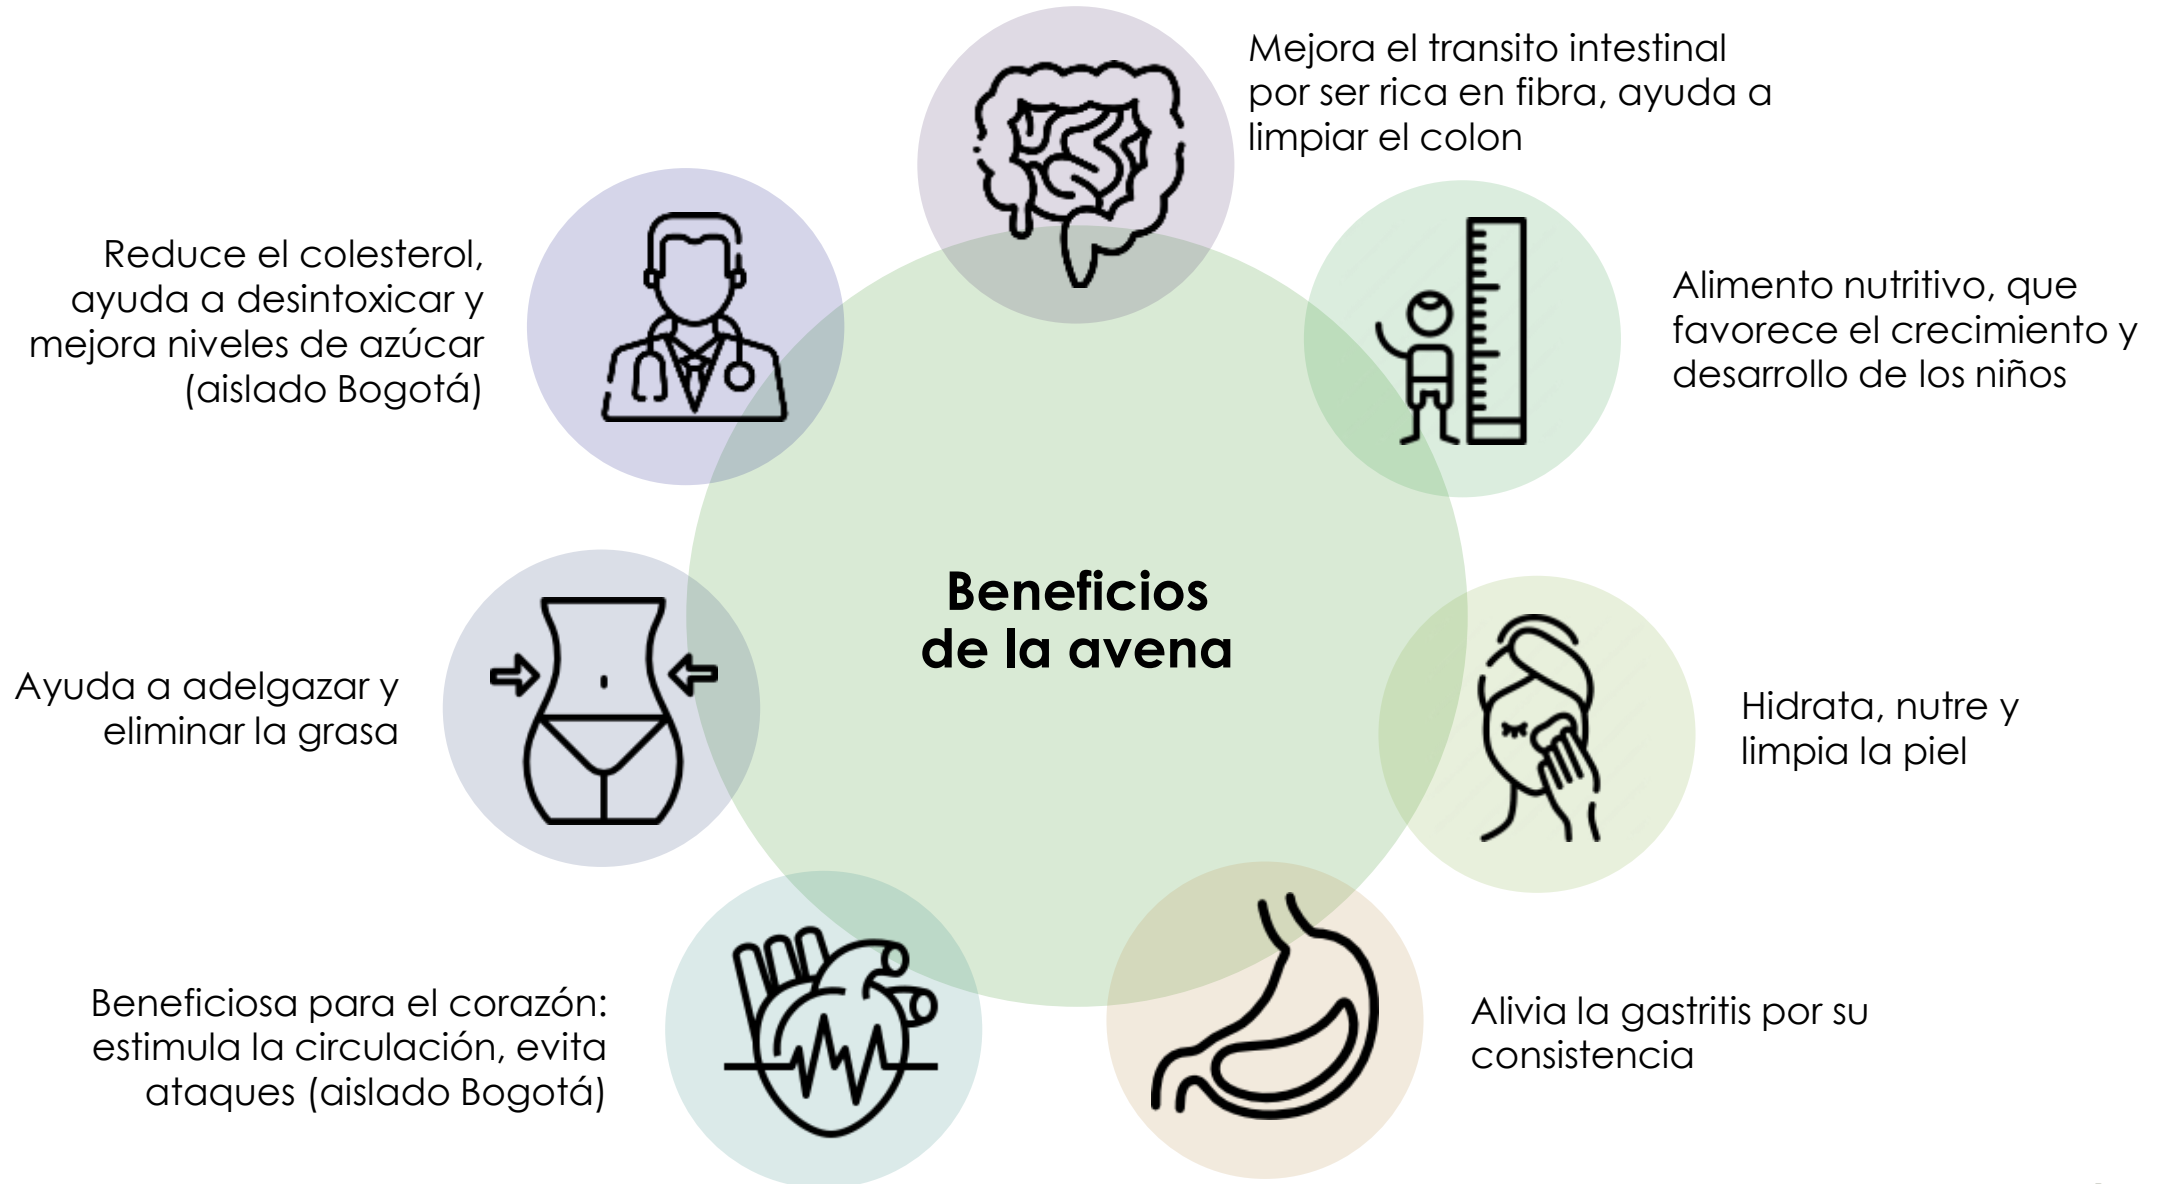 Mejora el transito intestinal
por ser rica en fibra, ayuda a
limpiar el colon
Reduce el colesterol,
ayuda a desintoxicar y
mejora niveles de azúcar
(aislado Bogotá)
Alimento nutritivo, que
favorece el crecimiento y
desarrollo de los niños
Beneficios
de la avena
Ayuda a adelgazar y
eliminar la grasa
Hidrata, nutre y
limpia la piel
Beneficiosa para el corazón:
estimula la circulación, evita
ataques (aislado Bogotá)
Alivia la gastritis por su
consistencia